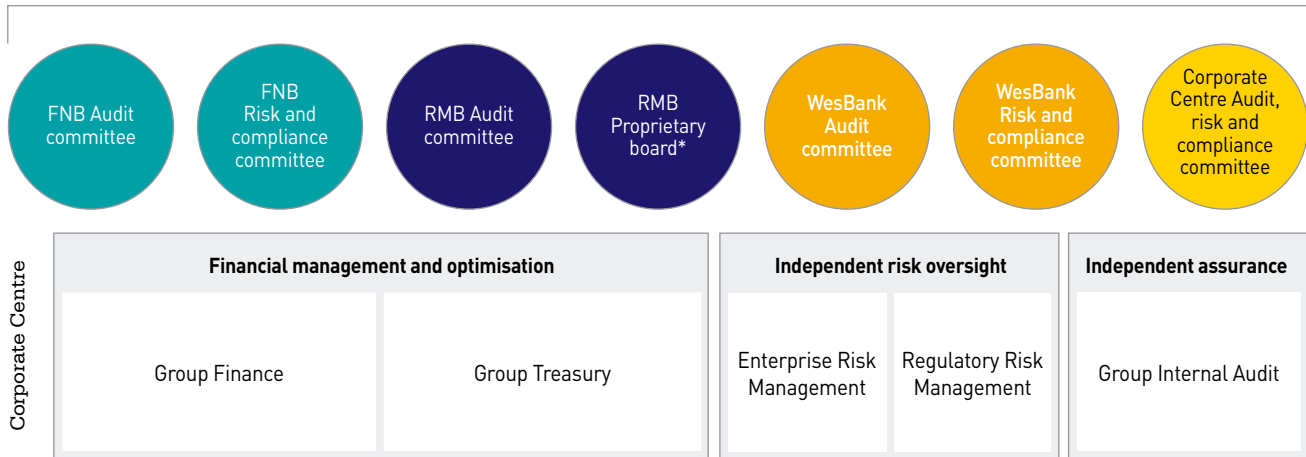 FNB Audit
committee
FNB
Risk and
compliance
committee
RMB Audit
committee
RMB
Proprietary
board*
WesBank
Audit
committee
WesBank
Risk and
compliance
committee
Corporate
Centre Audit,
risk and
compliance
committee
Corporate Centre
Financial management and optimisation
Group Finance
Group Treasury
Independent risk oversight
Enterprise Risk
Management
Regulatory Risk
Management
Independent assurance
Group Internal Audit